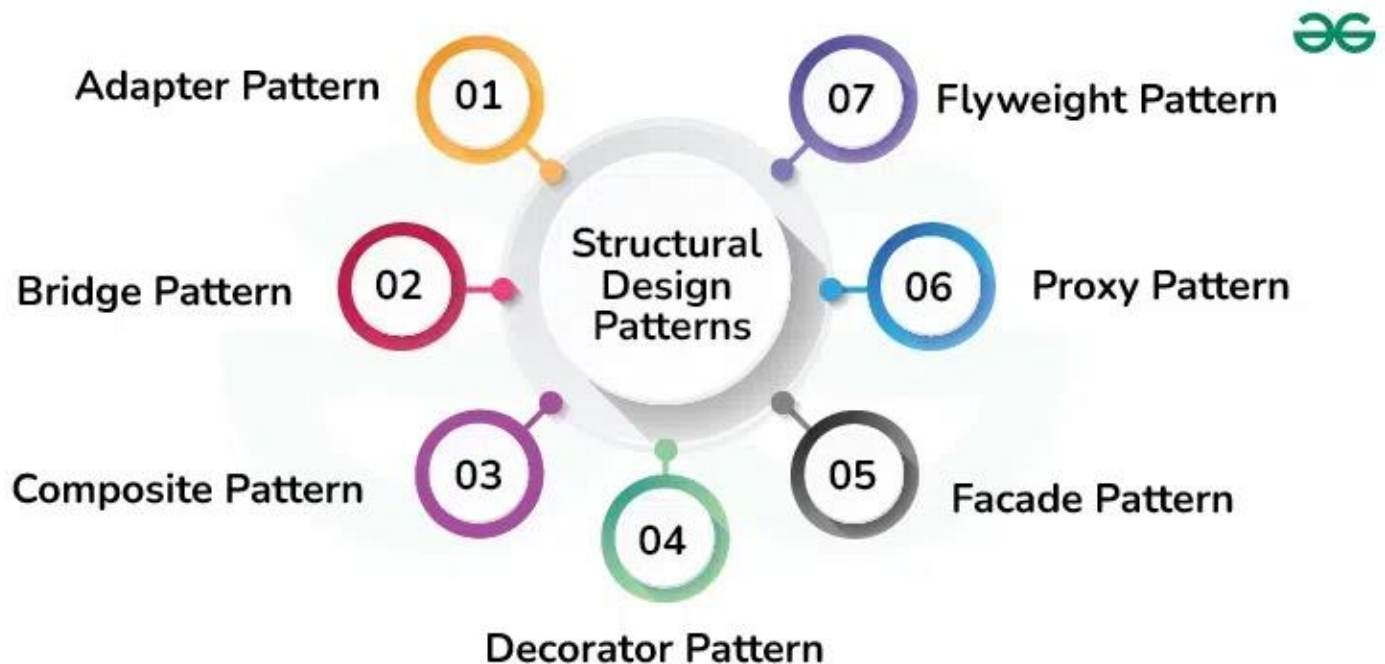 Adapter Pattern
01
07
Flyweight Pattern
Structural
Design
Patterns
Bridge Pattern
02
06
Proxy Pattern
Composite Pattern
03
05
Facade Pattern
04
Decorator Pattern